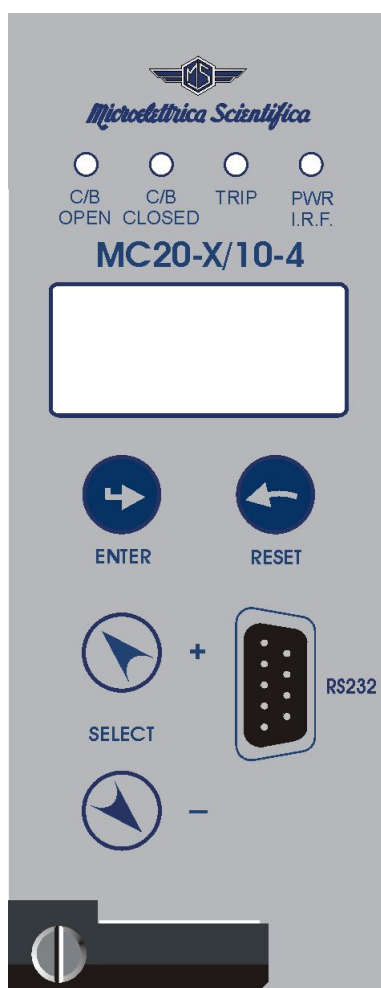 MS
Microelettrica Scientifica
C/B OPEN
C/B CLOSED
TRIP
PWR I.R.F.
MC20-X/10-4
ENTER
RESET
+
RS232
SELECT
–